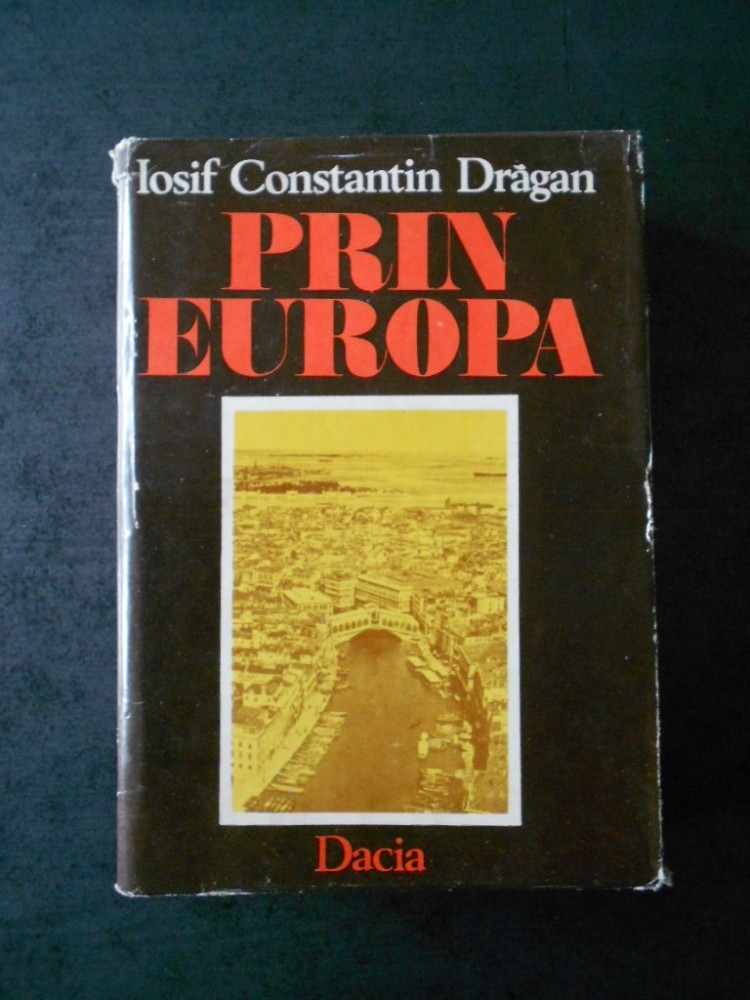 Iosif Constantin Drăgan
PRIN
EUROPA
Dacia